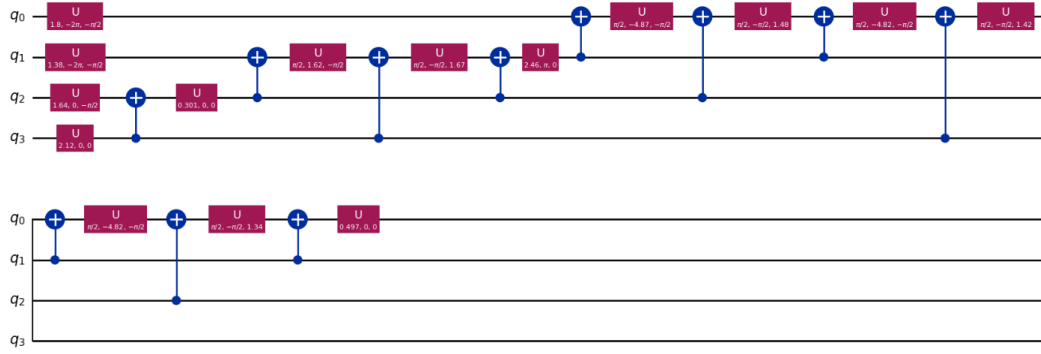 q0 U 1.8, −2π, −π/2 U π/2, −4.87, −π/2 U π/2, −π/2, 1.48 U π/2, −4.82, −π/2 U π/2, −π/2, 1.42
q1 U 1.38, −2π, −π/2 U π/2, 1.62, −π/2 U π/2, −π/2, 1.67 U 2.46, π, 0
q2 U 1.64, 0, −π/2 U 0.301, 0, 0
q3 U 2.12, 0, 0
q0 U π/2, −4.82, −π/2 U π/2, −π/2, 1.34 U 0.497, 0, 0
q1
q2
q3